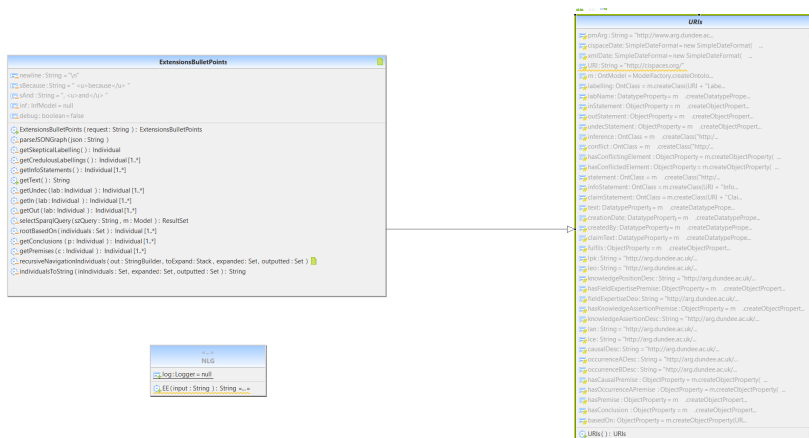 ExtensionsBulletPoints
newline : String = "\n"
sBecause : String = " <u>because</u> "
sAnd : String = ", <u>and</u> "
inf : InfModel = null
debug : boolean = false
ExtensionsBulletPoints ( request : String ) : ExtensionsBulletPoints
parseJSONGraph ( json : String )
getSkepticalLabelling ( ) : Individual
getCredulousLabellings ( ) : Individual [1..*]
getInfoStatements ( ) : Individual [1..*]
getText ( ) : String
getUndec ( lab : Individual ) : Individual [1..*]
getIn ( lab : Individual ) : Individual [1..*]
getOut ( lab : Individual ) : Individual [1..*]
selectSparqlQuery ( szQuery : String , m : Model ) : ResultSet
rootBasedOn ( individuals : Set ) : Individual [1..*]
getConclusions ( p : Individual ) : Individual [1..*]
getPremises ( c : Individual ) : Individual [1..*]
recursiveNavigationIndividuals ( out : StringBuilder , toExpand : Stack , expanded : Set , outputted : Set )
individualsToString ( inIndividuals : Set , expanded : Set , outputted : Set ) : String
«...»
NLG
log : Logger = null
EE ( input : String ) : String «...»
URIs
pmArg : String = "http://www.arg.dundee.ac...
cispaceDate : SimpleDateFormat = new SimpleDateFormat( ...
xmlDate : SimpleDateFormat = new SimpleDateFormat( ...
URI : String = "http://cispaces.org/"
m : OntModel = ModelFactory.createOntolo...
labelling : OntClass = m.createClass(URI + "Labe...
labName : DatatypeProperty = m .createDatatypePrope...
inStatement : ObjectProperty = m .createObjectPropert...
outStatement : ObjectProperty = m .createObjectPropert...
undecStatement : ObjectProperty = m .createObjectPropert...
inference : OntClass = m .createClass("http:/...
conflict : OntClass = m .createClass("http:/...
hasConflictingElement : ObjectProperty = m.createObjectProperty( ...
hasConflictedElement : ObjectProperty = m.createObjectProperty( ...
statement : OntClass = m .createClass("http:/...
infoStatement : OntClass = m.createClass(URI + "Info...
claimStatement : OntClass = m.createClass(URI + "Clai...
text : DatatypeProperty = m .createDatatypePrope...
creationDate : DatatypeProperty = m .createDatatypePrope...
createdBy : DatatypeProperty = m .createDatatypePrope...
claimText : DatatypeProperty = m .createDatatypePrope...
fulfils : ObjectProperty = m .createObjectPropert...
lpk : String = "http://arg.dundee.ac.uk/...
len : String = "http://arg.dundee.ac.uk/...
knowledgePositionDesc : String = "http://arg.dundee.ac.uk/...
hasFieldExpertisePremise : ObjectProperty = m .createObjectPropert...
fieldExpertiseDesc : String = "http://arg.dundee.ac.uk/...
hasKnowledgeAssertionPremise : ObjectProperty = m .createObjectPropert...
knowledgeAssertionDesc : String = "http://arg.dundee.ac.uk/...
lan : String = "http://arg.dundee.ac.uk/...
lce : String = "http://arg.dundee.ac.uk/...
causalDesc : String = "http://arg.dundee.ac.uk/...
occurrenceADesc : String = "http://arg.dundee.ac.uk/...
occurrenceBDesc : String = "http://arg.dundee.ac.uk/...
hasCausalPremise : ObjectProperty = m.createObjectProperty( ...
hasOccurrenceAPremise : ObjectProperty = m.createObjectProperty( ...
hasPremise : ObjectProperty = m .createObjectPropert...
hasConclusion : ObjectProperty = m .createObjectPropert...
basedOn : ObjectProperty = m.createObjectProperty(URI...
URIs ( ) : URIs